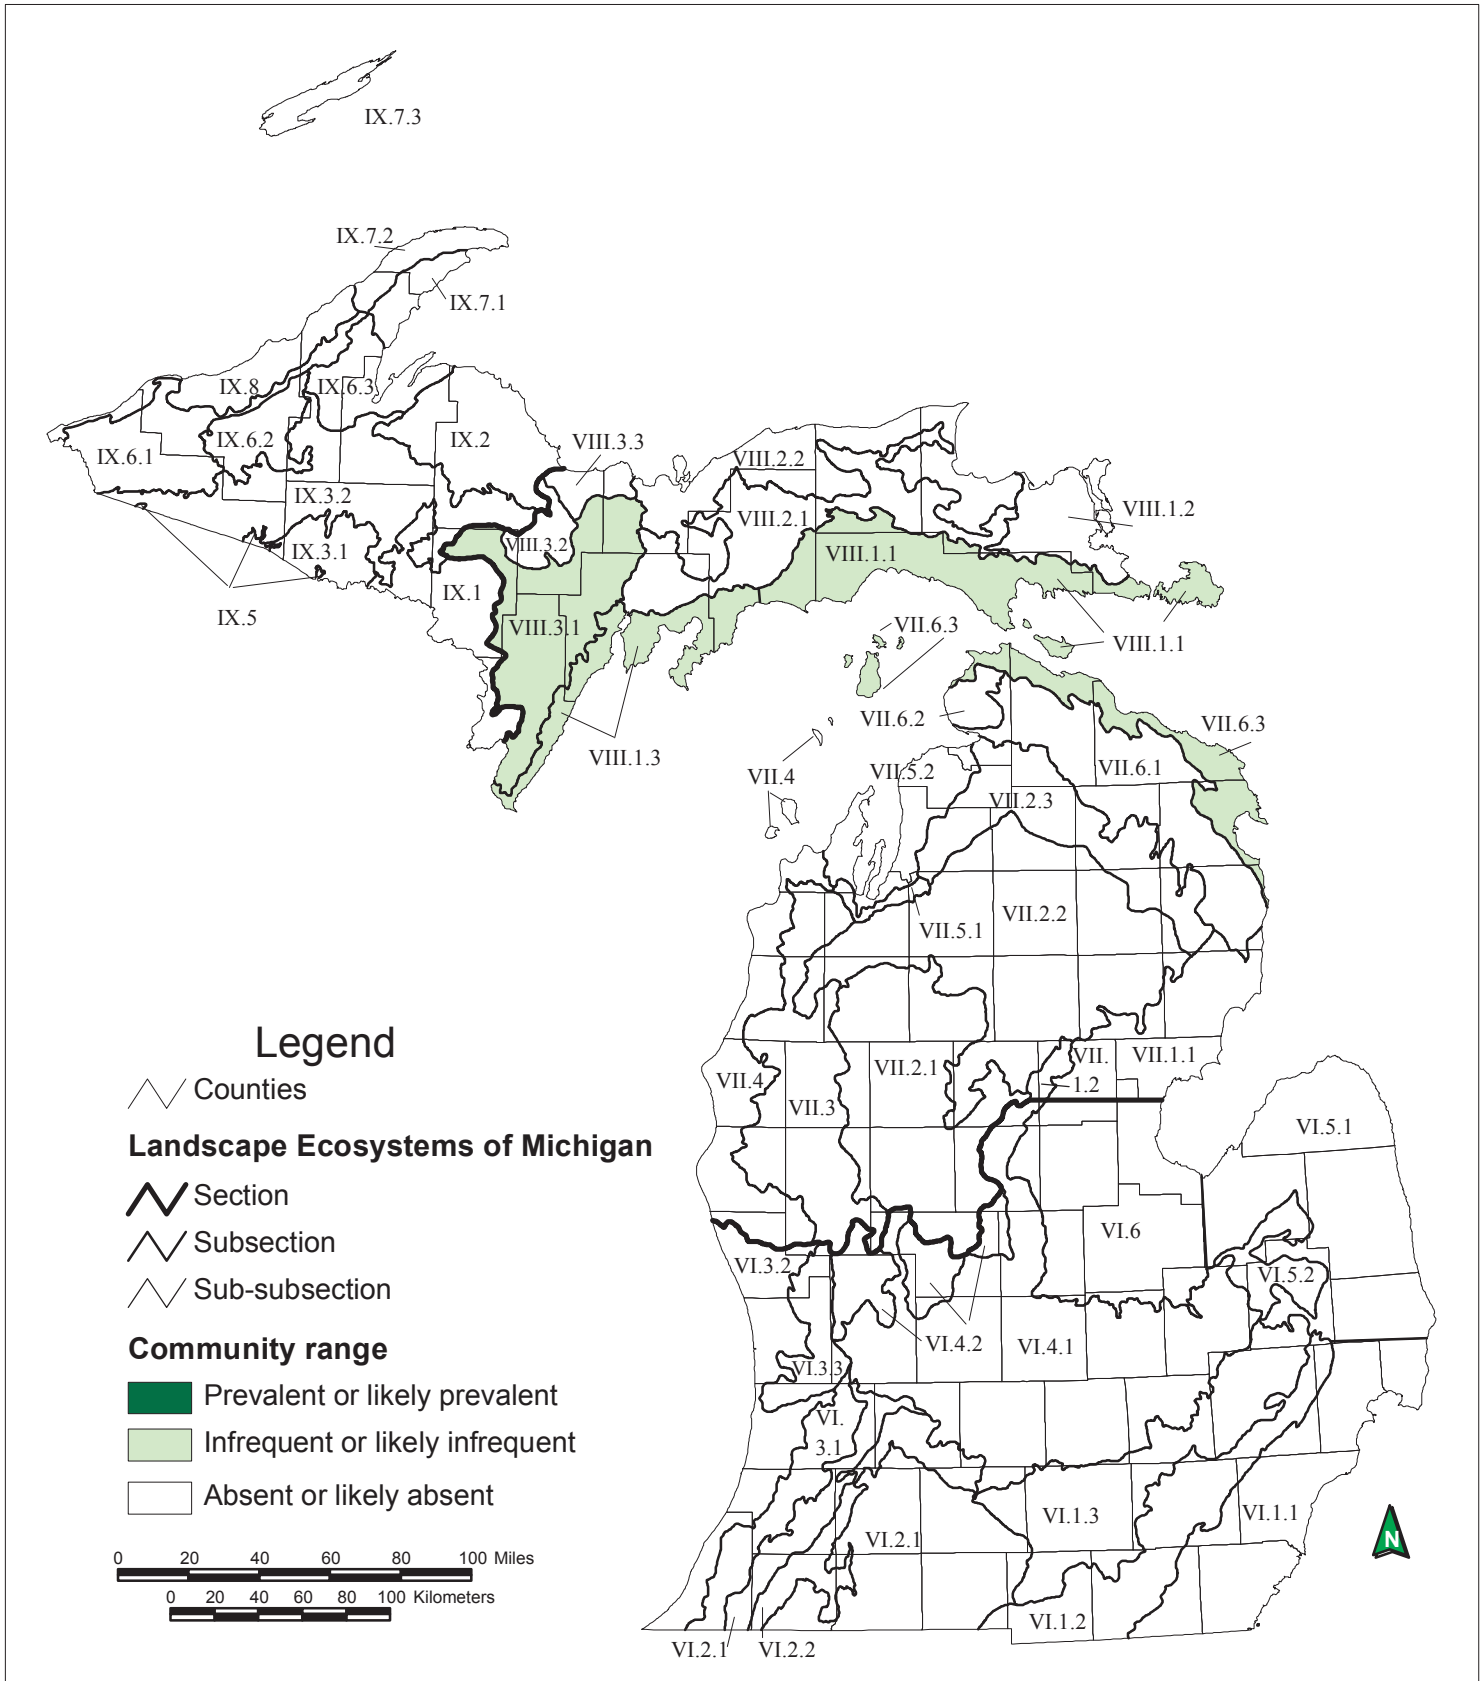 IX.7.3
IX.7.2
IX.7.1
IX.8
IX.6.3
IX.6.2
IX.6.1
IX.2
VIII.3.3
VIII.2.2
IX.3.2
VIII.2.1
VIII.1.2
IX.3.1
VIII.3.2
VIII.1.1
IX.1
IX.5
VIII.3.1
VII.6.3
VIII.1.1
VII.6.2
VII.6.3
VIII.1.3
VII.4
VII.5.2
VII.6.1
VII.2.3
VII.5.1
VII.2.2
VII.4
VII.3
VII.2.1
VII.
1.2
VII.1.1
VI.5.1
VI.6
VI.3.2
VI.5.2
VI.4.2
VI.4.1
VI.3.3
VI.
3.1
VI.2.1
VI.1.3
VI.1.1
VI.1.2
VI.2.1
VI.2.2
Legend
Counties
Landscape Ecosystems of Michigan
Section
Subsection
Sub-subsection
Community range
Prevalent or likely prevalent
Infrequent or likely infrequent
Absent or likely absent
0 20 40 60 80 100 Miles
0 20 40 60 80 100 Kilometers
N